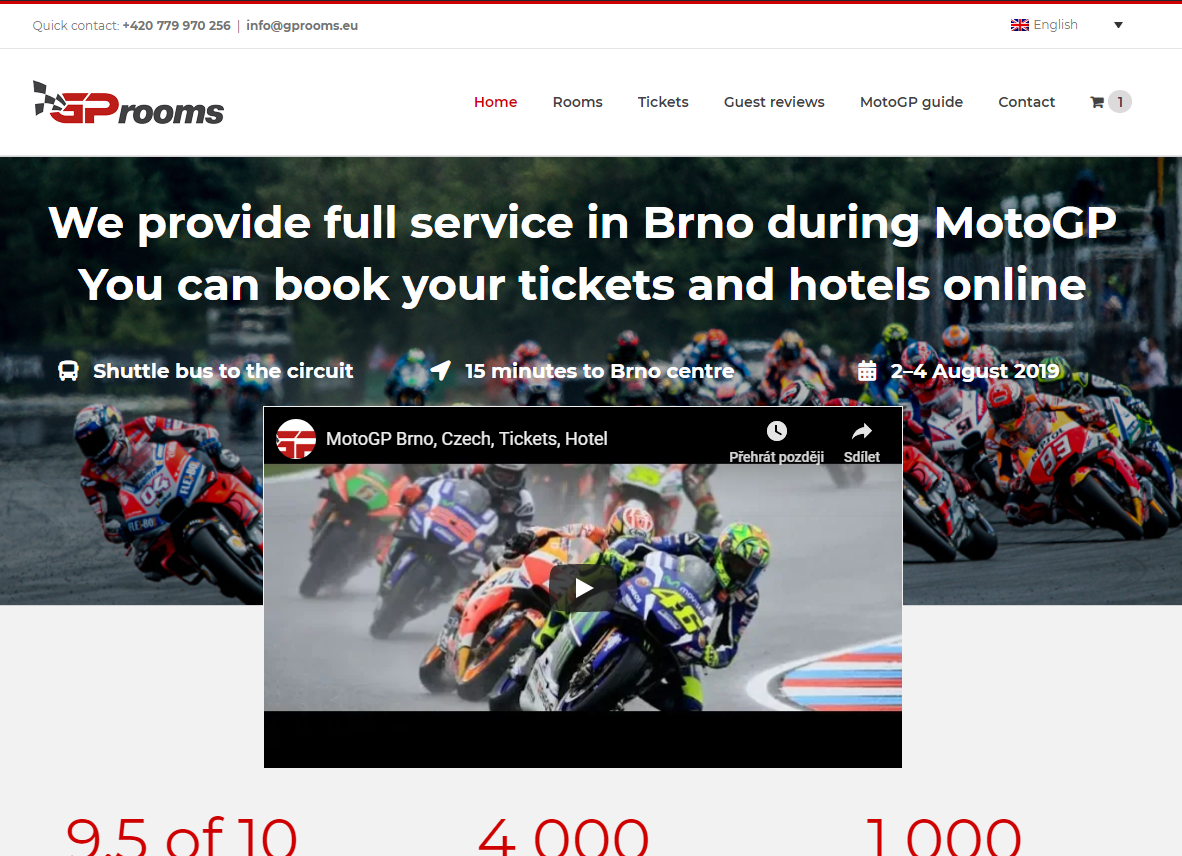 Quick contact: +420 779 970 256 | info@gprooms.eu
English
GProoms
Home Rooms Tickets Guest reviews MotoGP guide Contact 1
We provide full service in Brno during MotoGP
You can book your tickets and hotels online
Shuttle bus to the circuit 15 minutes to Brno centre 2–4 August 2019
MotoGP Brno, Czech, Tickets, Hotel
Přehrát později Sdílet
04
93
46
9,5 of 10 4 000 1 000